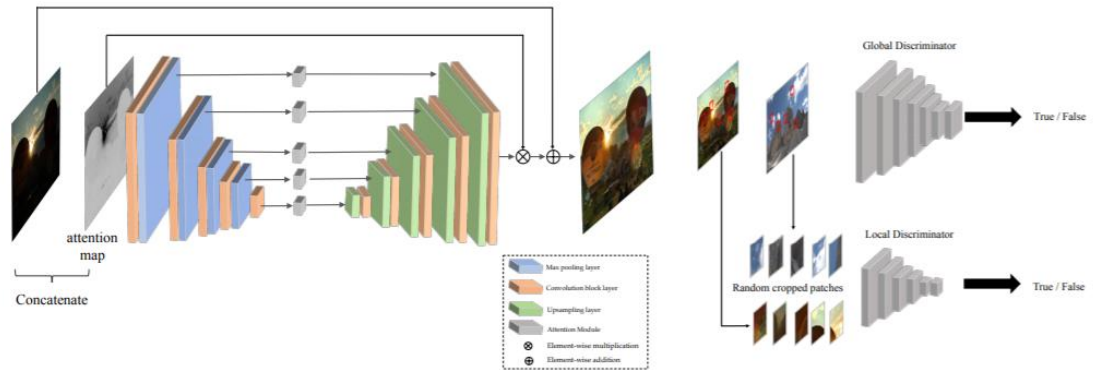 attention
map
Concatenate
Max pooling layer
Convolution block layer
Upsampling layer
Attention Module
Element-wise multiplication
Element-wise addition
Global Discriminator
True / False
Local Discriminator
Random cropped patches
True / False